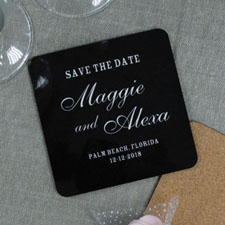 SAVE THE DATE
Maggie
and Alexa
PALM BEACH, FLORIDA
12·12·2018